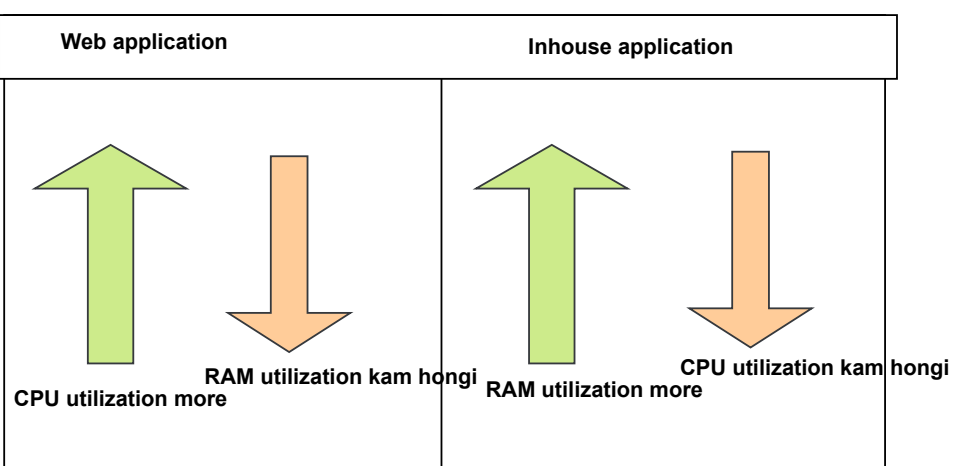 Web application
Inhouse application
CPU utilization more
RAM utilization kam hongi
RAM utilization more
CPU utilization kam hongi